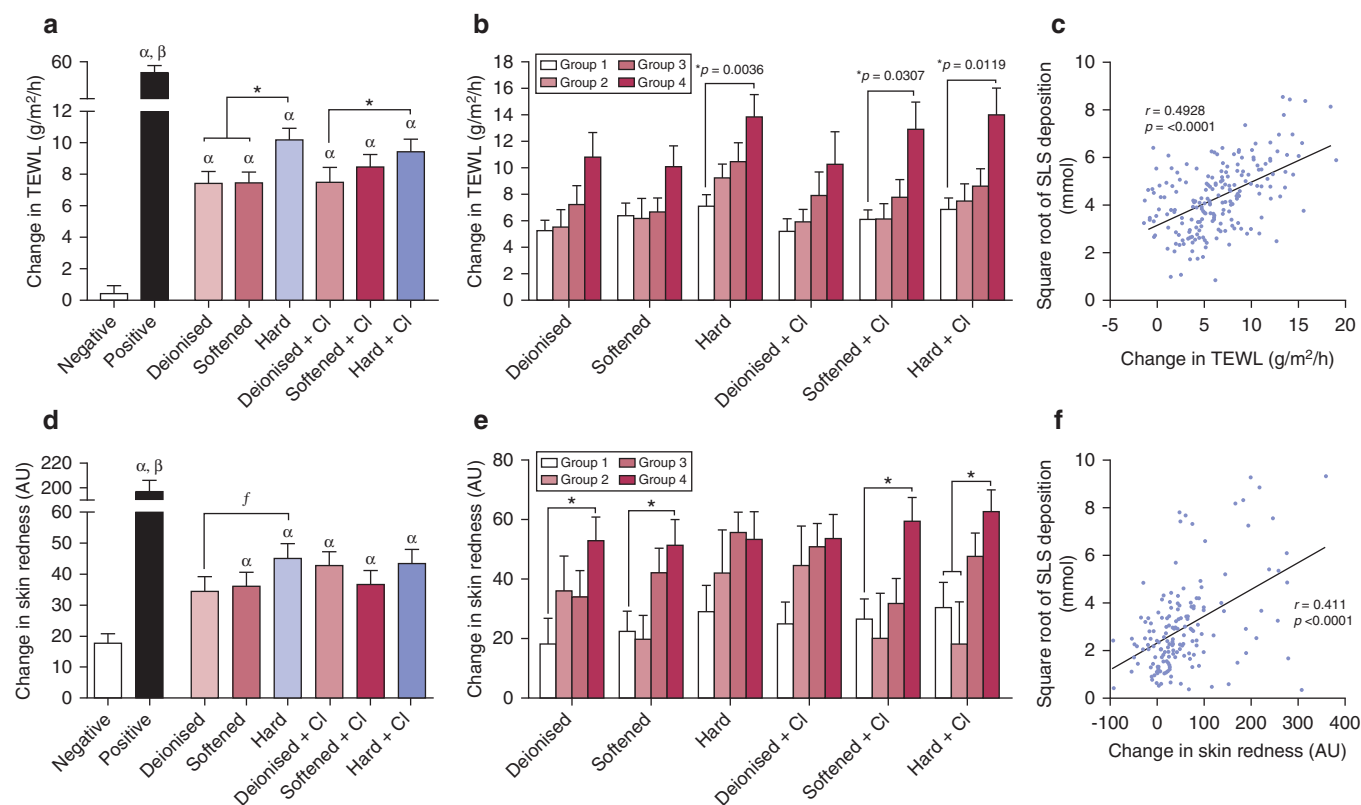 a
Change in TEWL (g/m²/h)
60
12
10
8
6
4
2
0
α, β
*
*
α
α
α
α
α
α
Negative
Positive
Deionised
Softened
Hard
Deionised + Cl
Softened + Cl
Hard + Cl
b
Change in TEWL (g/m²/h)
18
16
14
12
10
8
6
4
2
0
Group 1
Group 3
Group 2
Group 4
*p = 0.0036
*p = 0.0307
*p = 0.0119
Deionised
Softened
Hard
Deionised + Cl
Softened + Cl
Hard + Cl
c
Square root of SLS deposition
(mmol)
10
8
6
4
2
0
r = 0.4928
p = <0.0001
-5
0
5
10
15
20
Change in TEWL (g/m²/h)
d
Change in skin redness (AU)
220
200
180
60
50
40
30
20
10
0
α, β
f
α
α
α
α
α
Negative
Positive
Deionised
Softened
Hard
Deionised + Cl
Softened + Cl
Hard + Cl
e
Change in skin redness (AU)
80
60
40
20
0
Group 1
Group 3
Group 2
Group 4
*
*
*
*
Deionised
Softened
Hard
Deionised + Cl
Softened + Cl
Hard + Cl
f
Square root of SLS deposition
(mmol)
10
8
6
4
2
0
r = 0.411
p <0.0001
-100
0
100
200
300
400
Change in skin redness (AU)